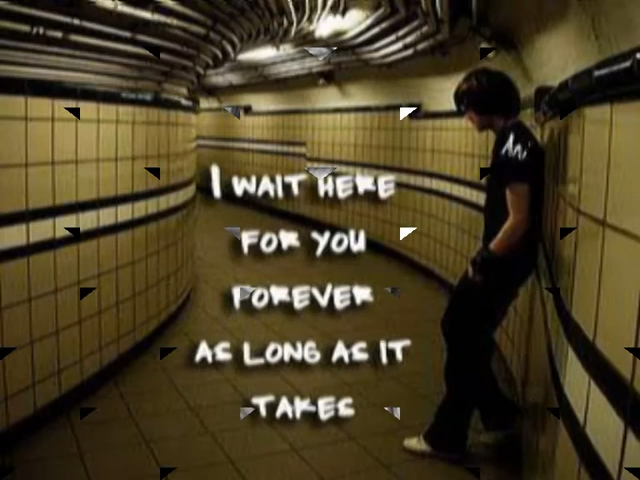 I WAIT HERE
FOR YOU
FOREVER
AS LONG AS IT
TAKES